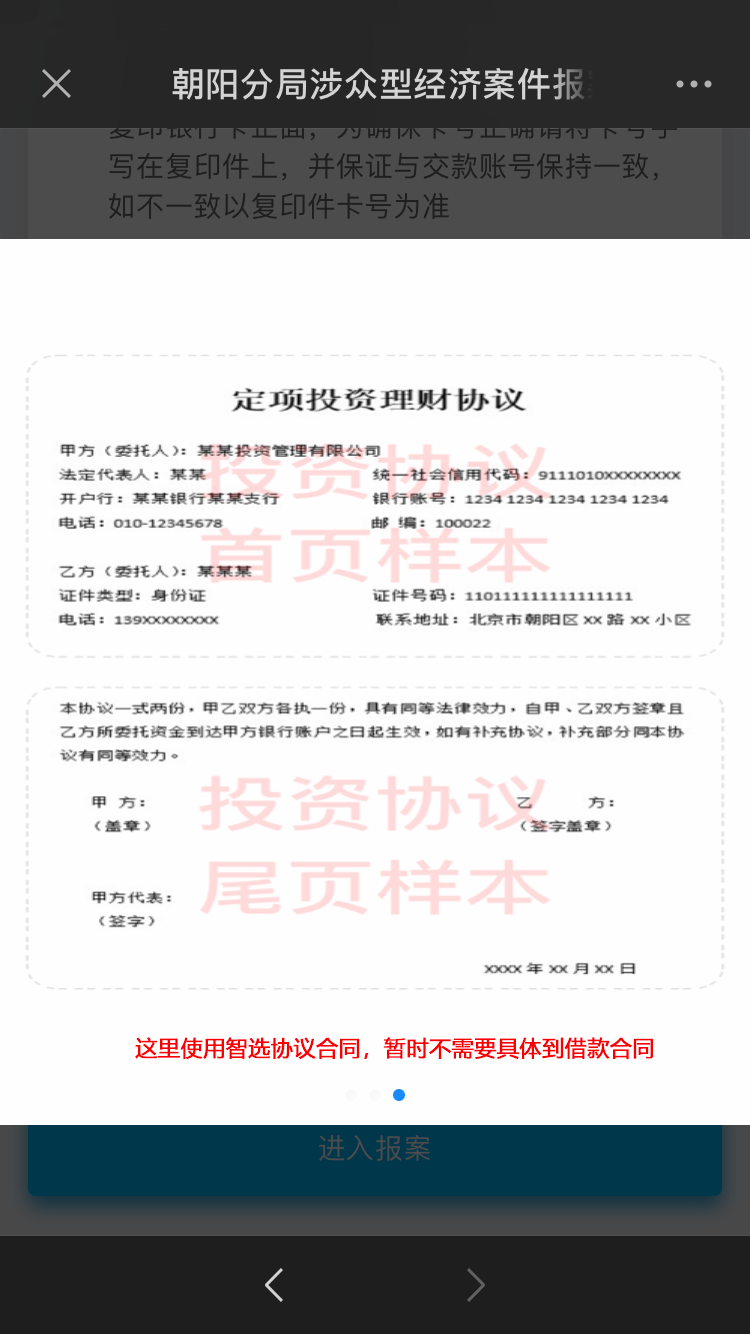 朝阳分局涉众型经济案件报
复印银行卡正面，为确保卡号正确请将卡号手
写在复印件上，并保证与交款账号保持一致，
如不一致以复印件卡号为准
定项投资理财协议
甲方（委托人）：某某投资管理有限公司
法定代表人：某某 统一社会信用代码：9111010XXXXXXXX
开户行：某某银行某某支行 银行账号：1234 1234 1234 1234 1234
电话：010-12345678 邮 编：100022
乙方（委托人）：某某某
证件类型：身份证 证件号码：110111111111111111
电话：139XXXXXXXX 联系地址：北京市朝阳区 XX 路 XX 小区
投资协议
首页样本
本协议一式两份，甲乙双方各执一份，具有同等法律效力，自甲、乙双方签章且
乙方所委托资金到达甲方银行账户之日起生效，如有补充协议，补充部分同本协
议有同等效力。
甲 方： 乙 方：
（盖章） （签字盖章）
甲方代表：
（签字）
XXXX 年 XX 月 XX 日
投资协议
尾页样本
这里使用智选协议合同，暂时不需要具体到借款合同
进入报案